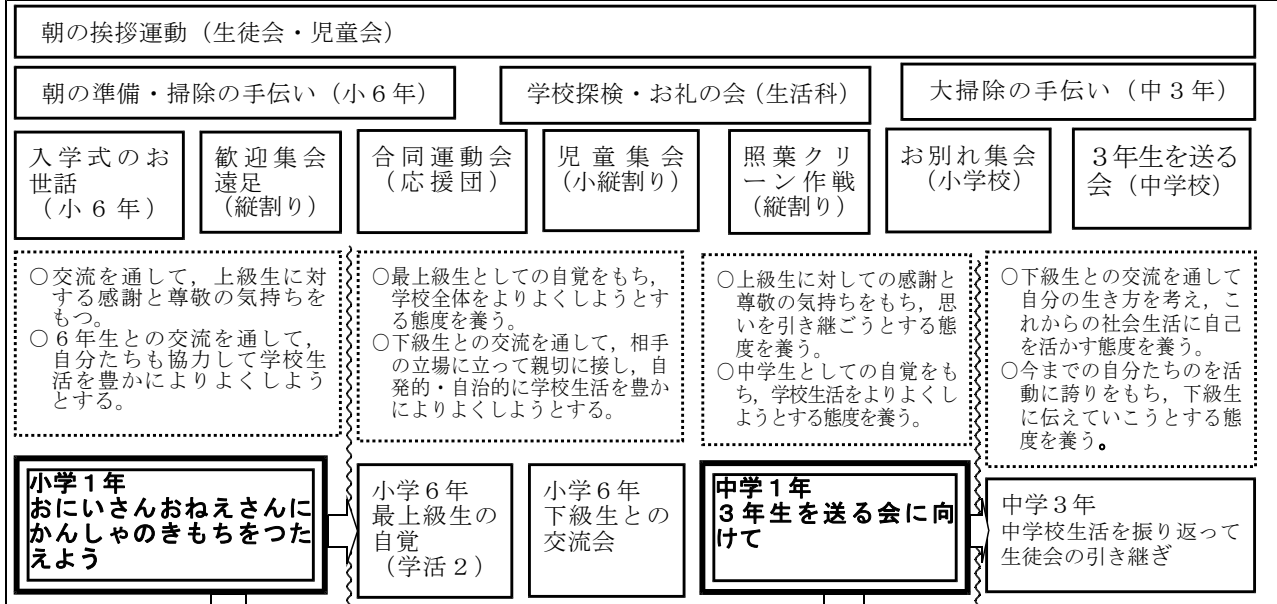 朝の挨拶運動（生徒会・児童会）
朝の準備・掃除の手伝い（小６年）
学校探検・お礼の会（生活科）
大掃除の手伝い（中３年）
入学式のお
世話
（小６年）
歓迎集会
遠足
（縦割り）
合同運動会
（応援団）
児童集会
（小縦割り）
照葉クリ
ーン作戦
（縦割り）
お別れ集会
（小学校）
３年生を送る
会（中学校）
○交流を通して，上級生に対
する感謝と尊敬の気持ちを
もつ。
○６年生との交流を通して，
自分たちも協力して学校生
活を豊かによりよくしよう
とする。
○最上級生としての自覚をもち，
学校全体をよりよくしようとす
る態度を養う。
○下級生との交流を通して，相手
の立場に立って親切に接し，自
発的・自治的に学校生活を豊か
によりよくしようとする。
○上級生に対しての感謝と
尊敬の気持ちをもち，思
いを引き継ごうとする態
度を養う。
○中学生としての自覚をも
ち，学校生活をよりよくし
ようとする態度を養う。
○下級生との交流を通して
自分の生き方を考え，こ
れからの社会生活に自己
を活かす態度を養う。
○今までの自分たちのを活
動に誇りをもち，下級生
に伝えていこうとする態
度を養う。
小学１年
おにいさんおねえさんに
かんしゃのきもちをつた
えよう
小学６年
最上級生の
自覚
（学活２）
小学６年
下級生との
交流会
中学１年
３年生を送る会に向
けて
中学３年
中学校生活を振り返って
生徒会の引き継ぎ